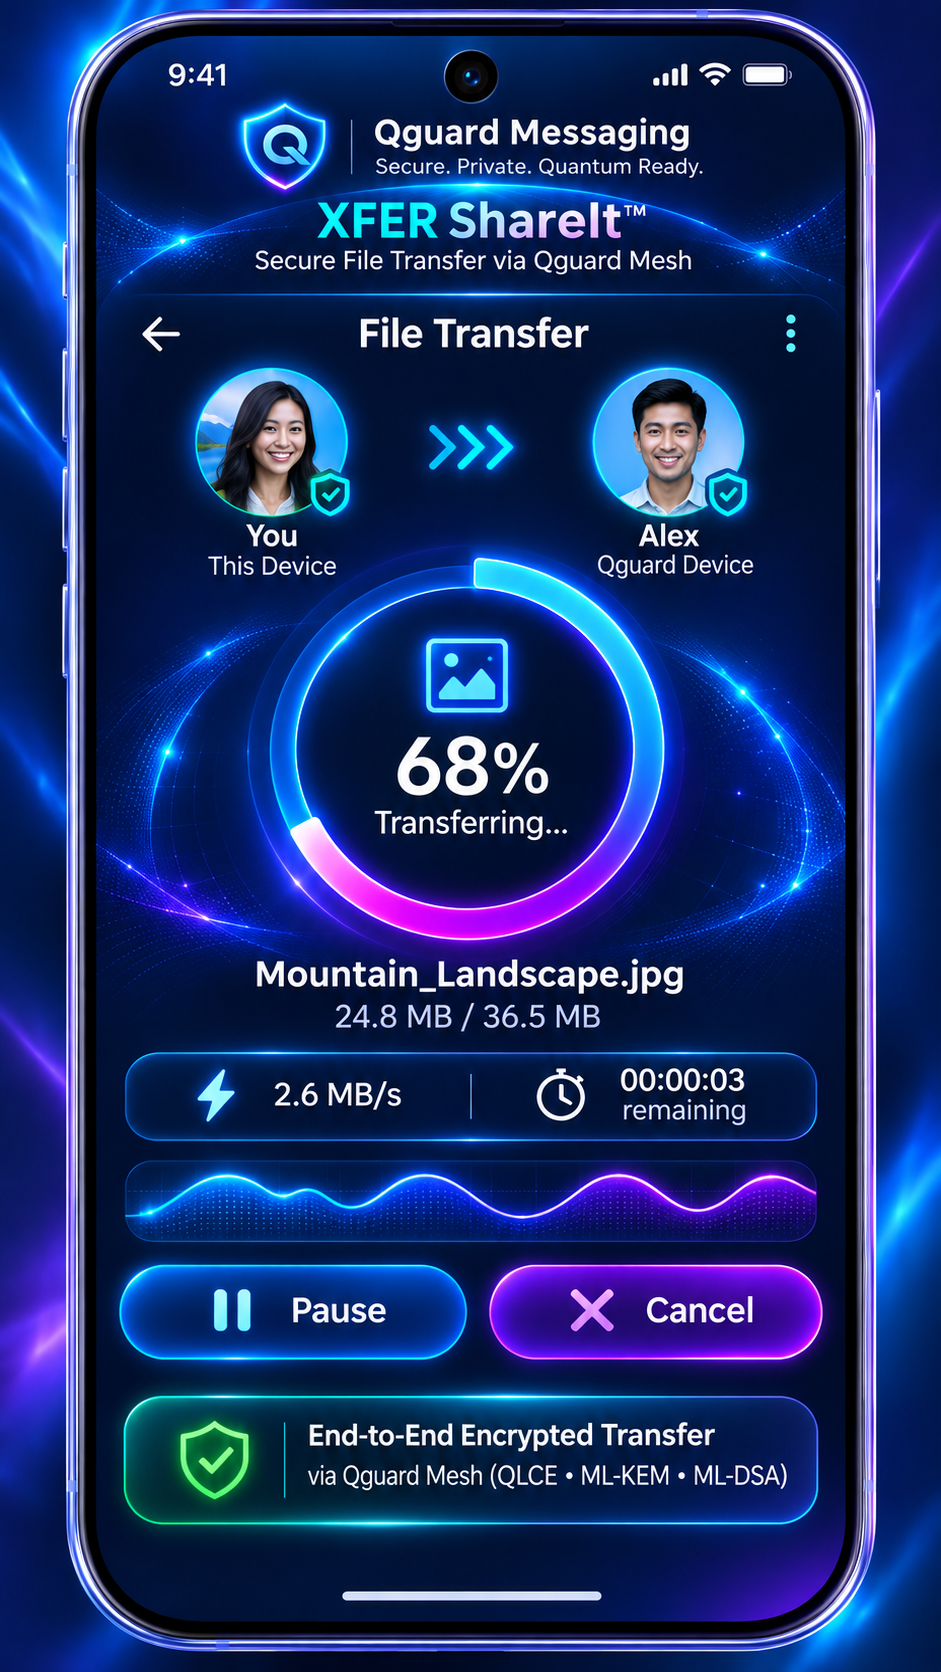 9:41
Qguard Messaging
Secure. Private. Quantum Ready.
XFER ShareIt™
Secure File Transfer via Qguard Mesh
File Transfer
You
This Device
Alex
Qguard Device
68%
Transferring...
Mountain_Landscape.jpg
24.8 MB / 36.5 MB
2.6 MB/s
00:00:03
remaining
Pause
Cancel
End-to-End Encrypted Transfer
via Qguard Mesh (QLCE • ML-KEM • ML-DSA)